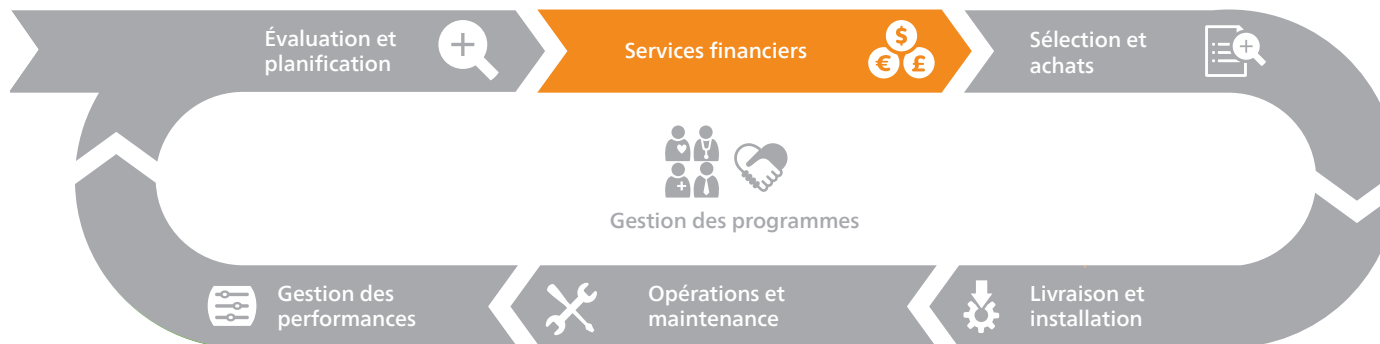 Évaluation et
planification
Services financiers
$
€ £
Sélection et
achats
Gestion des programmes
Gestion des
performances
Opérations et
maintenance
Livraison et
installation